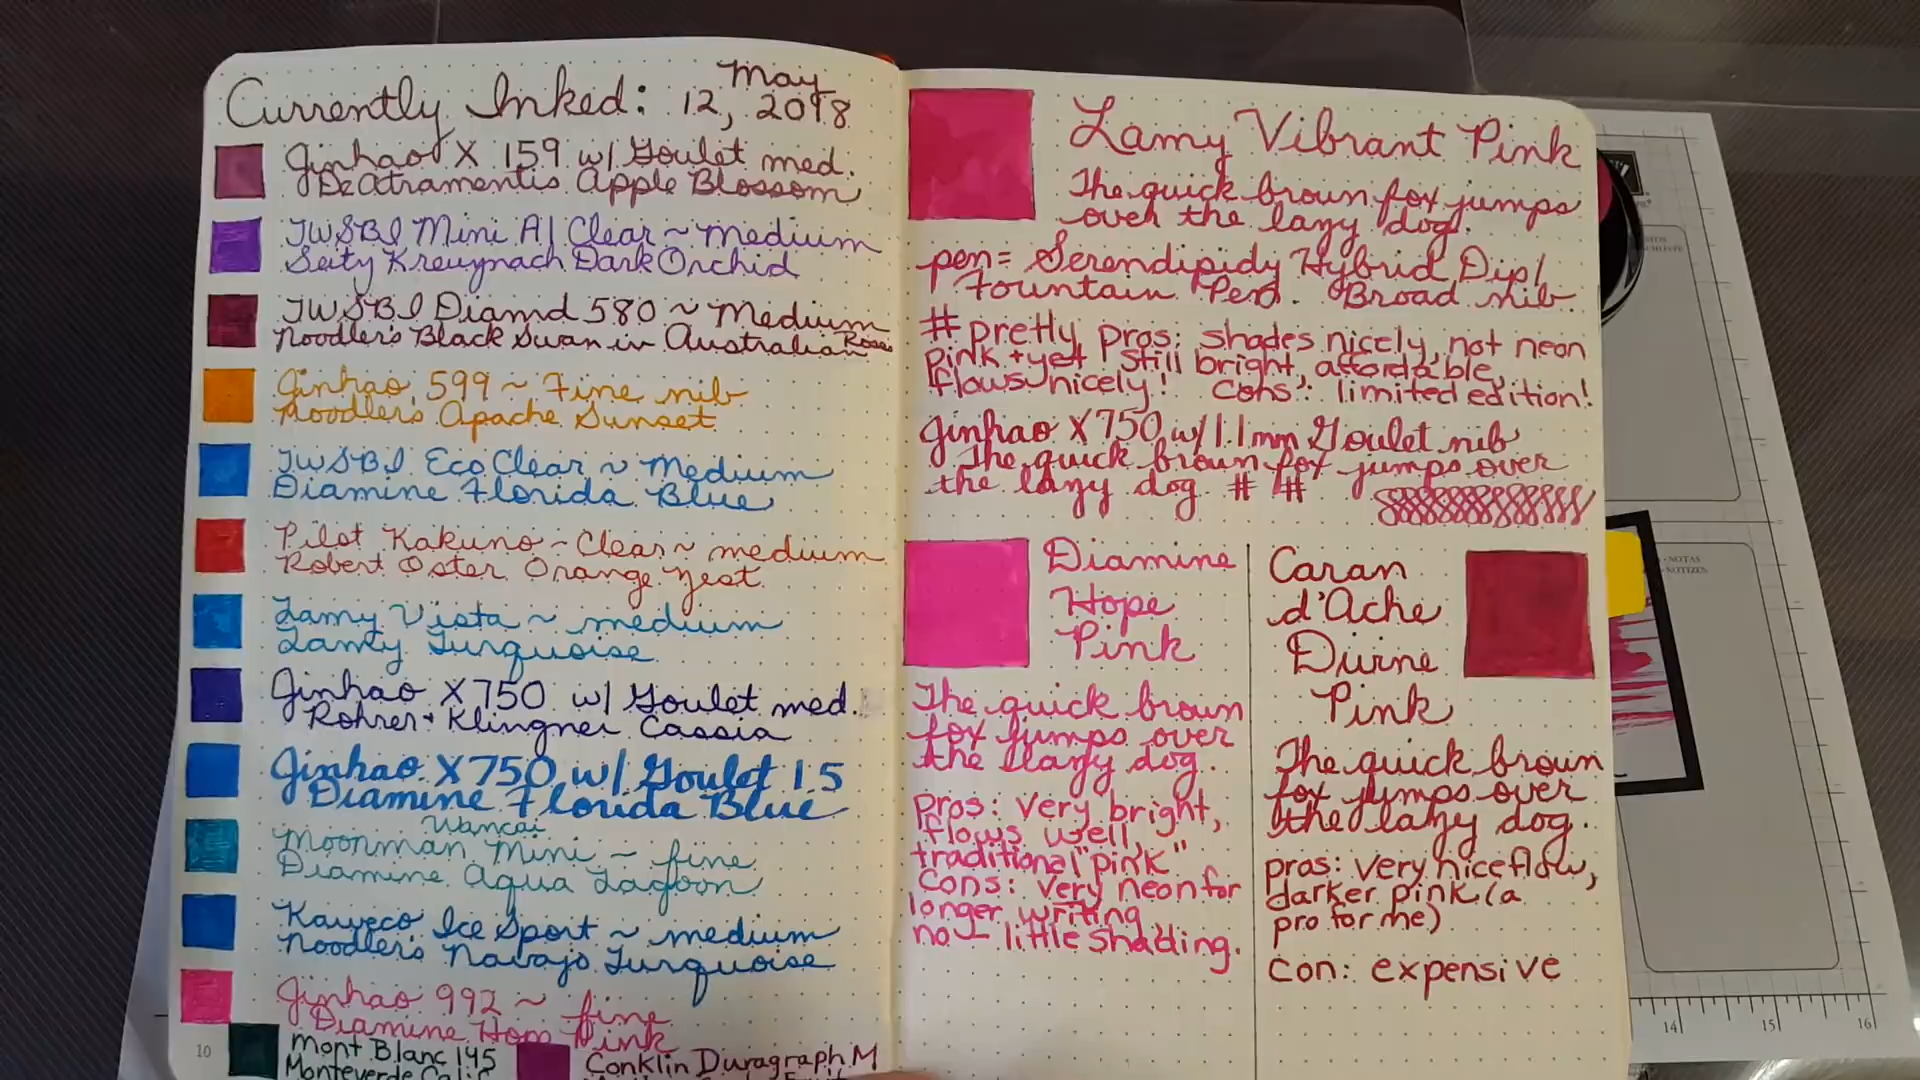 Currently Inked: May 12, 2018
Jinhao X 159 w/ Goulet med.
DeAtramentis Apple Blossom
TWSBI Mini Al Clear ~ Medium
Seity Kreuynach Dark Orchid
TWSBI Diamd 580 ~ Medium
Noodler's Black Swan in Australian Roses
Jinhao 599 ~ Fine nib
Noodler's Apache Sunset
TWSBI Eco Clear ~ Medium
Diamine Florida Blue
Pilot Kakuno ~ Clear ~ medium
Robert Oster Orange Zest
Lamy Vista ~ medium
Lamy Turquoise
Jinhao X750 w/ Goulet med.
Rohrer + Klingner Cassia
Jinhao X750 w/ Goulet 1.5
Diamine Florida Blue
Wancai
Moonman Mini ~ fine
Diamine Aqua Lagoon
Kaweco Ice Sport ~ medium
Noodler's Navajo Turquoise
Jinhao 992 ~ fine
Diamine Hope Pink
10
Mont Blanc 145
Monteverde
Conklin Duragraph M
Lamy Vibrant Pink
The quick brown fox jumps
over the lazy dog.
pen = Serendipidy Hybrid Dip/
Fountain Pen. Broad nib.
# pretty pros: shades nicely, not neon
pink + yet still bright, affordable,
flows nicely! Cons: limited edition!
Jinhao X750 w/ 1.1mm Goulet nib
The quick brown fox jumps over
the lazy dog # #
Diamine
Hope
Pink
The quick brown
fox jumps over
the lazy dog.
pros: very bright,
flows well,
traditional "pink"
Cons: very neon for
longer writing
no - little shading.
Caran
d'Ache
Divine
Pink
The quick brown
fox jumps over
the lazy dog.
pros: very nice flow,
darker pink (a
pro for me)
con: expensive
• NOTAS
• NOTIZEN
14
15
16